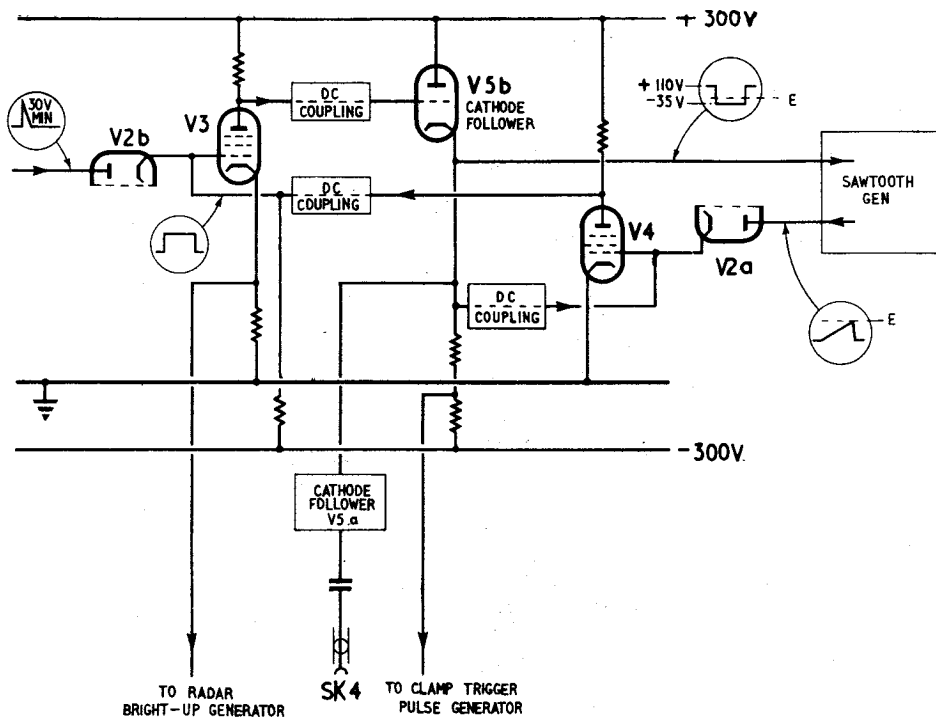 + 300V
30V
MIN
V2b
V3
DC
COUPLING
V5b
CATHODE
FOLLOWER
+110V
-35V
E
SAWTOOTH
GEN
DC
COUPLING
V4
V2a
DC
COUPLING
E
-300V.
CATHODE
FOLLOWER
V5.a
SK4
TO RADAR
BRIGHT-UP GENERATOR
TO CLAMP TRIGGER
PULSE GENERATOR